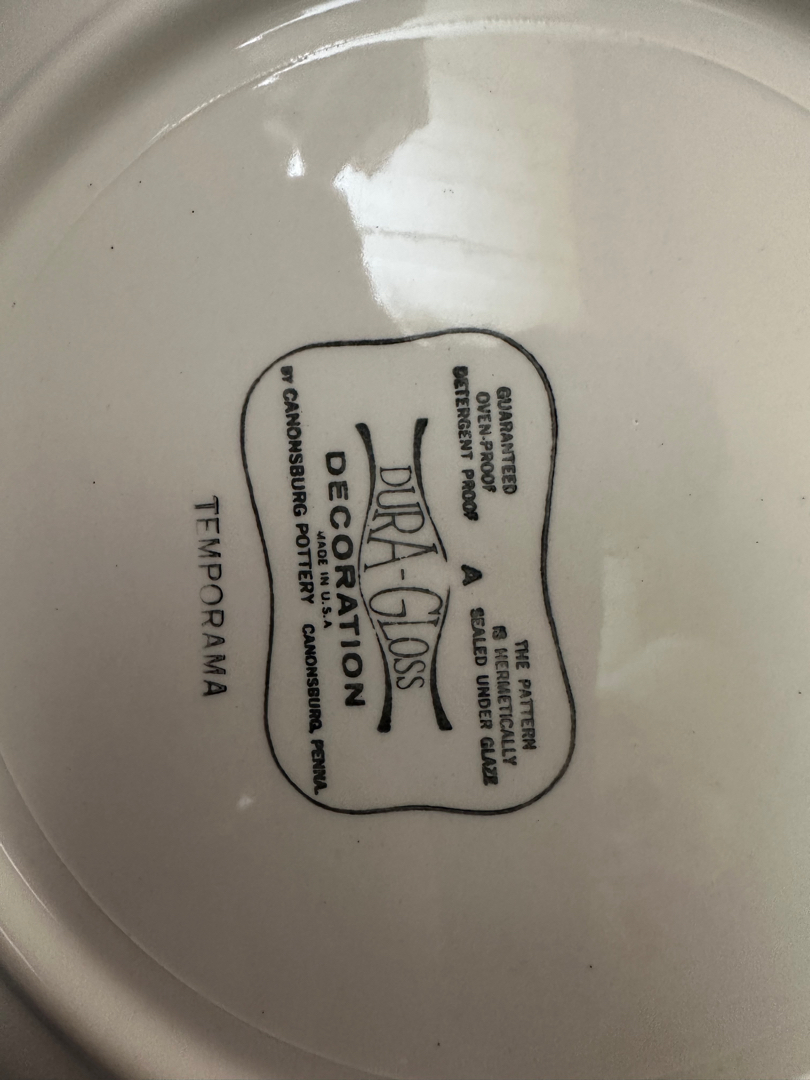 GUARANTEED
OVEN-PROOF
DETERGENT PROOF
THE PATTERN
IS HERMETICALLY
SEALED UNDER GLAZE
A
DURA-GLOSS
DECORATION
MADE IN U.S.A
BY CANONSBURG POTTERY CANONSBURG, PENNA.
TEMPORAMA